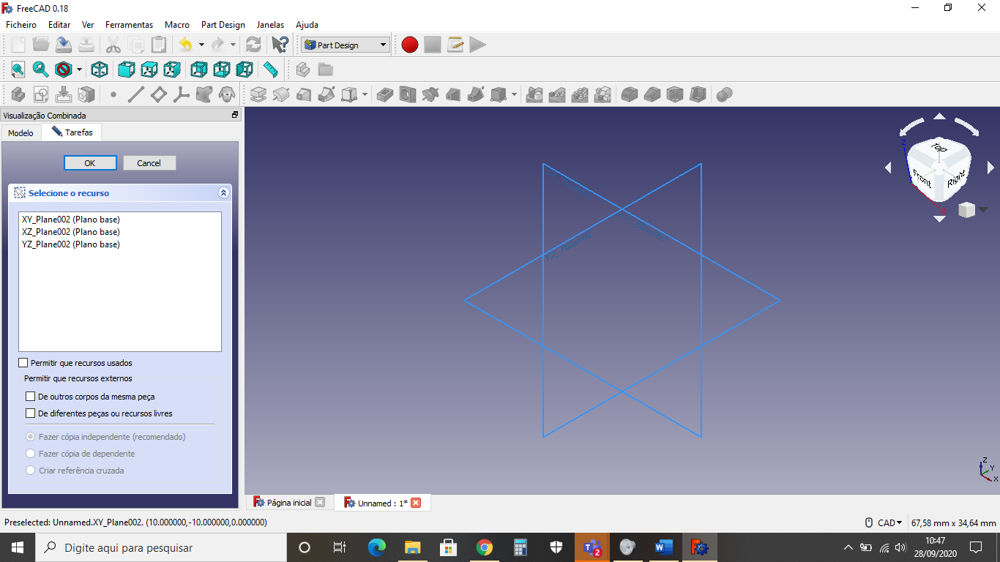 FreeCAD 0.18
Ficheiro Editar Ver Ferramentas Macro Part Design Janelas Ajuda
Part Design
Visualização Combinada
Modelo Tarefas
OK Cancel
Selecione o recurso
XY_Plane002 (Plano base)
XZ_Plane002 (Plano base)
YZ_Plane002 (Plano base)
Permitir que recursos usados
Permitir que recursos externos
De outros corpos da mesma peça
De diferentes peças ou recursos livres
Fazer cópia independente (recomendado)
Fazer cópia de dependente
Criar referência cruzada
Top
Front
Right
Z
X
Z
Y
X
Página inicial
Unnamed : 1*
Preselected: Unnamed.XY_Plane002. (10.000000,-10.000000,0.000000)
CAD
67,58 mm x 34,64 mm
Digite aqui para pesquisar
2
10:47
28/09/2020